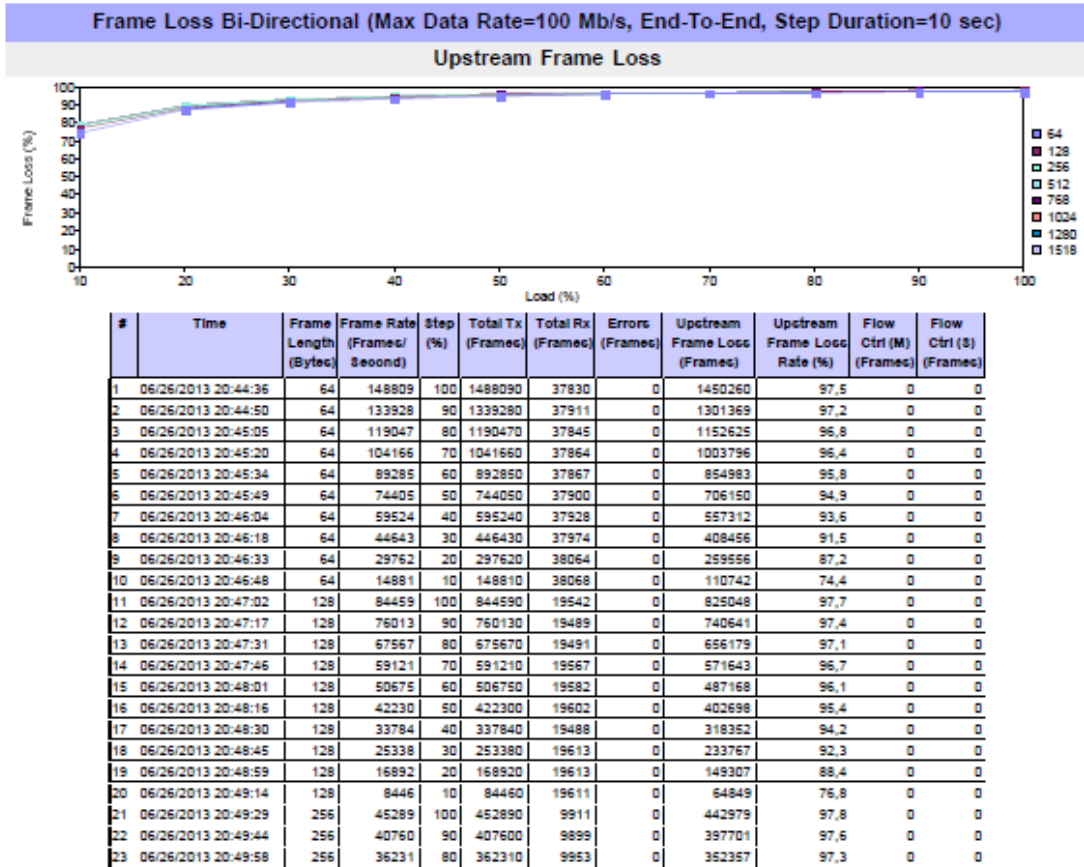 Frame Loss Bi-Directional (Max Data Rate=100 Mb/s, End-To-End, Step Duration=10 sec)
Upstream Frame Loss
Frame Loss (%)
100
90
80
70
60
50
40
30
20
10
0
10 20 30 40 50 60 70 80 90 100
Load (%)
64
128
256
512
768
1024
1280
1518
# Time Frame Length (Bytes) Frame Rate (Frames/Second) Step (%) Total Tx (Frames) Total Rx (Frames) Errors (Frames) Upstream Frame Loss (Frames) Upstream Frame Loss Rate (%) Flow Ctrl (M) (Frames) Flow Ctrl (S) (Frames)
1 06/26/2013 20:44:36 64 148809 100 1488090 37830 0 1450260 97,5 0 0
2 06/26/2013 20:44:50 64 133928 90 1339280 37911 0 1301369 97,2 0 0
3 06/26/2013 20:45:05 64 119047 80 1190470 37845 0 1152625 96,8 0 0
4 06/26/2013 20:45:20 64 104166 70 1041660 37864 0 1003796 96,4 0 0
5 06/26/2013 20:45:34 64 89285 60 892850 37867 0 854983 95,8 0 0
6 06/26/2013 20:45:49 64 74405 50 744050 37900 0 706150 94,9 0 0
7 06/26/2013 20:46:04 64 59524 40 595240 37928 0 557312 93,6 0 0
8 06/26/2013 20:46:18 64 44643 30 446430 37974 0 408456 91,5 0 0
9 06/26/2013 20:46:33 64 29762 20 297620 38064 0 259556 87,2 0 0
10 06/26/2013 20:46:48 64 14881 10 148810 38068 0 110742 74,4 0 0
11 06/26/2013 20:47:02 128 84459 100 844590 19542 0 825048 97,7 0 0
12 06/26/2013 20:47:17 128 76013 90 760130 19489 0 740641 97,4 0 0
13 06/26/2013 20:47:31 128 67567 80 675670 19491 0 656179 97,1 0 0
14 06/26/2013 20:47:46 128 59121 70 591210 19567 0 571643 96,7 0 0
15 06/26/2013 20:48:01 128 50675 60 506750 19582 0 487168 96,1 0 0
16 06/26/2013 20:48:16 128 42230 50 422300 19602 0 402698 95,4 0 0
17 06/26/2013 20:48:30 128 33784 40 337840 19488 0 318352 94,2 0 0
18 06/26/2013 20:48:45 128 25338 30 253380 19613 0 233767 92,3 0 0
19 06/26/2013 20:48:59 128 16892 20 168920 19613 0 149307 88,4 0 0
20 06/26/2013 20:49:14 128 8446 10 84460 19611 0 64849 76,8 0 0
21 06/26/2013 20:49:29 256 45289 100 452890 9911 0 442979 97,8 0 0
22 06/26/2013 20:49:44 256 40760 90 407600 9899 0 397701 97,6 0 0
23 06/26/2013 20:49:58 256 36231 80 362310 9953 0 352357 97,3 0 0